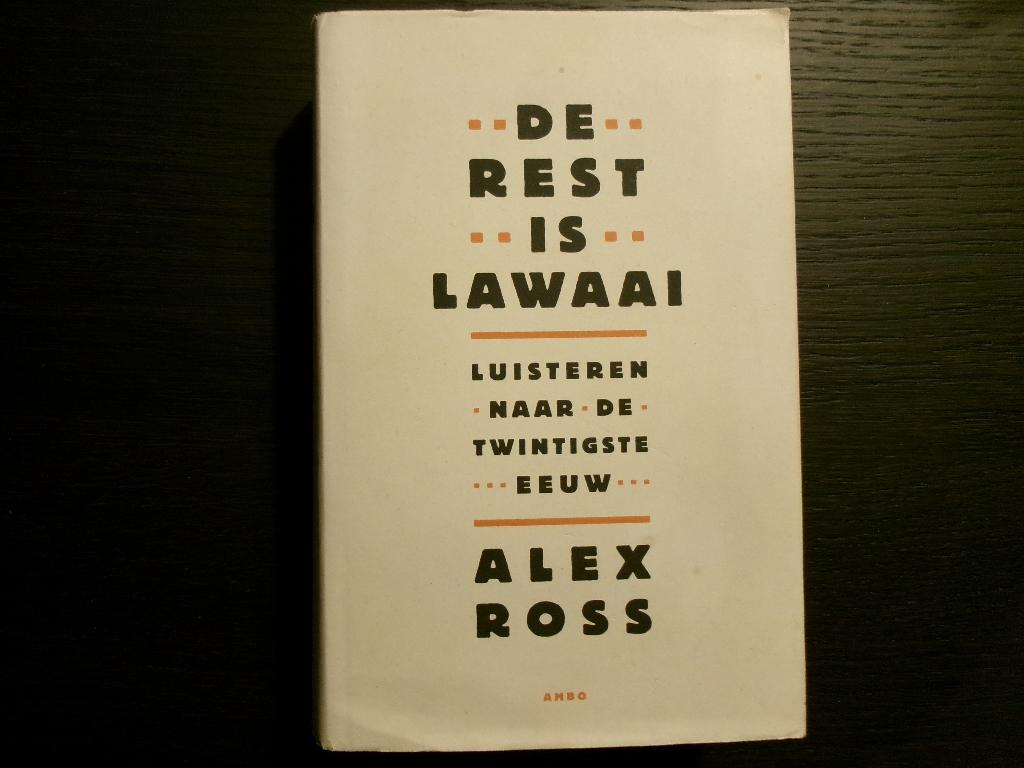 DE
REST
IS
LAWAAI
LUISTEREN
NAAR · DE
TWINTIGSTE
EEUW
ALEX
ROSS
AMBO